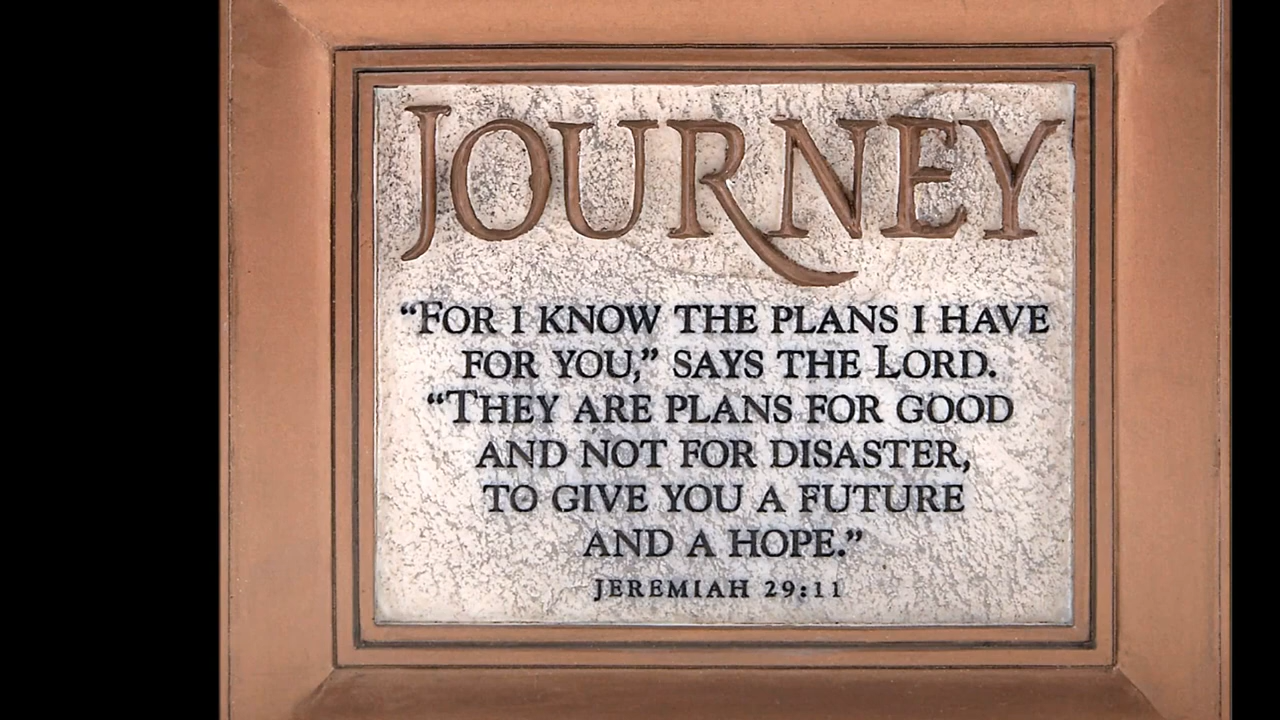 JOURNEY
“FOR I KNOW THE PLANS I HAVE
FOR YOU,” SAYS THE LORD.
“THEY ARE PLANS FOR GOOD
AND NOT FOR DISASTER,
TO GIVE YOU A FUTURE
AND A HOPE.”
JEREMIAH 29:11